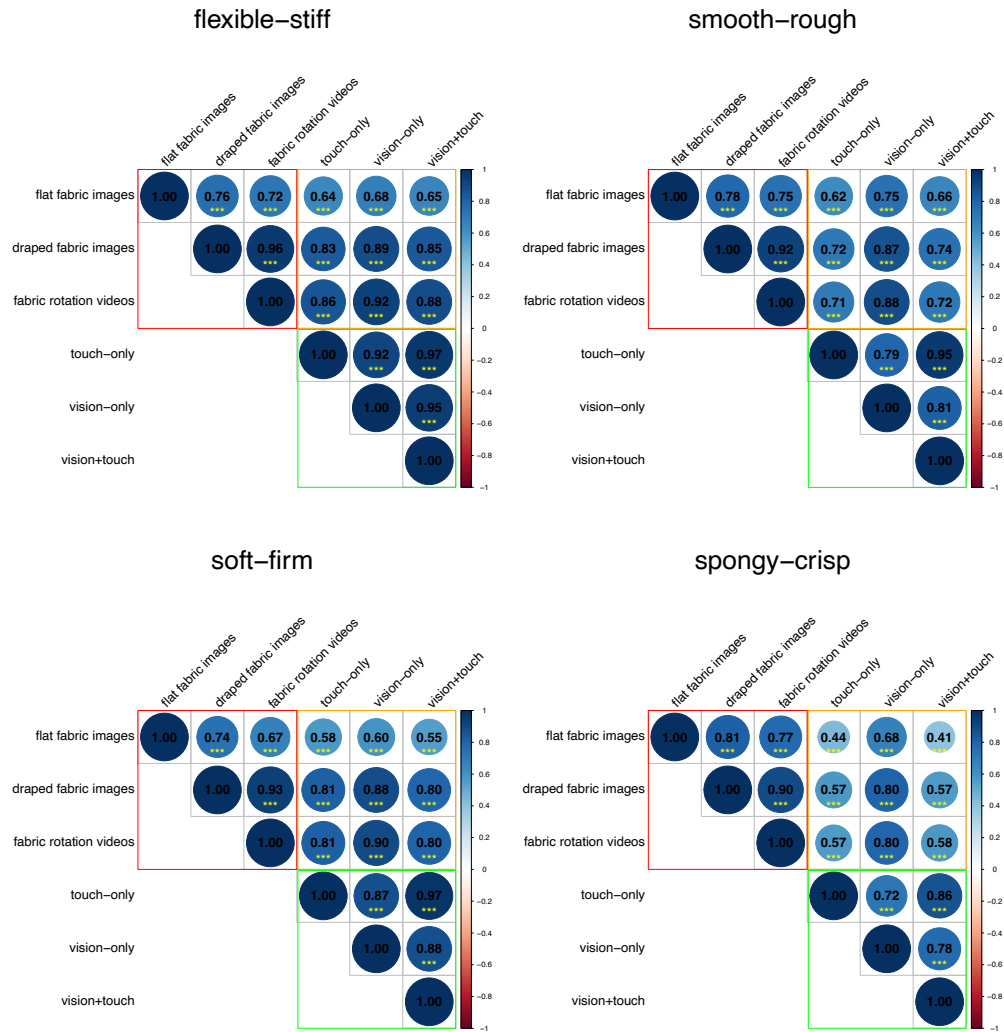 flexible−stiff
flat fabric images
draped fabric images
fabric rotation videos
touch−only
vision−only
vision+touch
flat fabric images 1.00 0.76 0.72 0.64 0.68 0.65
*** *** *** *** ***
draped fabric images 1.00 0.96 0.83 0.89 0.85
*** *** *** ***
fabric rotation videos 1.00 0.86 0.92 0.88
*** *** ***
touch−only 1.00 0.92 0.97
*** ***
vision−only 1.00 0.95
***
vision+touch 1.00
1
0.8
0.6
0.4
0.2
0
−0.2
−0.4
−0.6
−0.8
−1
smooth−rough
flat fabric images
draped fabric images
fabric rotation videos
touch−only
vision−only
vision+touch
flat fabric images 1.00 0.78 0.75 0.62 0.75 0.66
*** *** *** *** ***
draped fabric images 1.00 0.92 0.72 0.87 0.74
*** *** *** ***
fabric rotation videos 1.00 0.71 0.88 0.72
*** *** ***
touch−only 1.00 0.79 0.95
*** ***
vision−only 1.00 0.81
***
vision+touch 1.00
1
0.8
0.6
0.4
0.2
0
−0.2
−0.4
−0.6
−0.8
−1
soft−firm
flat fabric images
draped fabric images
fabric rotation videos
touch−only
vision−only
vision+touch
flat fabric images 1.00 0.74 0.67 0.58 0.60 0.55
*** *** *** *** ***
draped fabric images 1.00 0.93 0.81 0.88 0.80
*** *** *** ***
fabric rotation videos 1.00 0.81 0.90 0.80
*** *** ***
touch−only 1.00 0.87 0.97
*** ***
vision−only 1.00 0.88
***
vision+touch 1.00
1
0.8
0.6
0.4
0.2
0
−0.2
−0.4
−0.6
−0.8
−1
spongy−crisp
flat fabric images
draped fabric images
fabric rotation videos
touch−only
vision−only
vision+touch
flat fabric images 1.00 0.81 0.77 0.44 0.68 0.41
*** *** *** *** ***
draped fabric images 1.00 0.90 0.57 0.80 0.57
*** *** *** ***
fabric rotation videos 1.00 0.57 0.80 0.58
*** *** ***
touch−only 1.00 0.72 0.86
*** ***
vision−only 1.00 0.78
***
vision+touch 1.00
1
0.8
0.6
0.4
0.2
0
−0.2
−0.4
−0.6
−0.8
−1